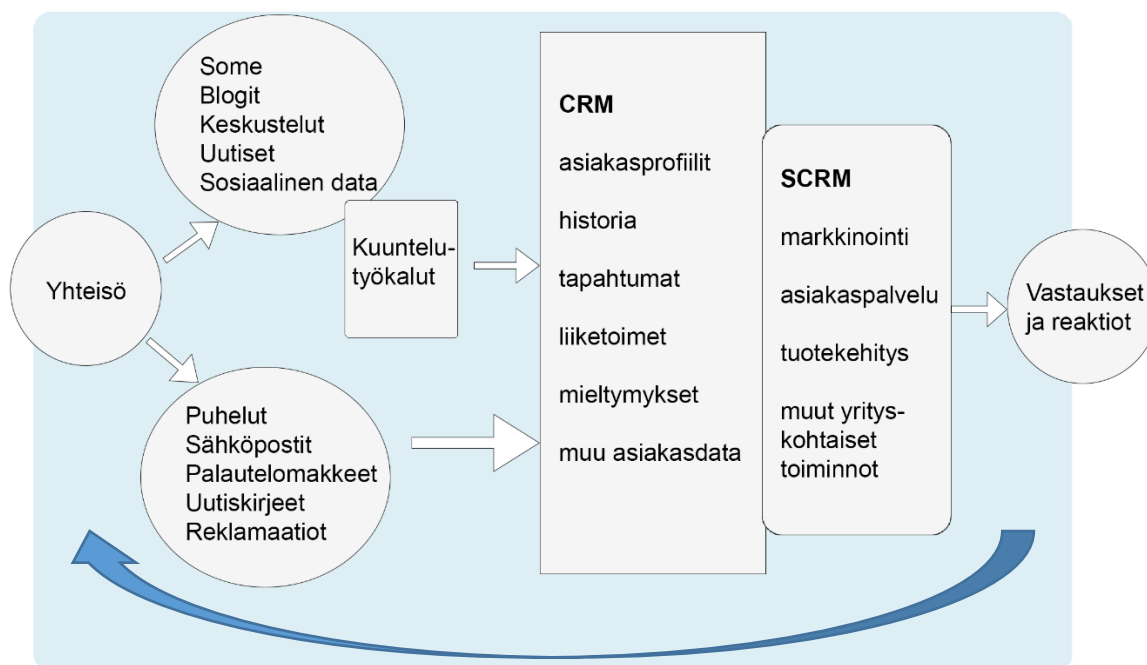 Yhteisö
Some
Blogit
Keskustelut
Uutiset
Sosiaalinen data
Kuuntelu-
työkalut
Puhelut
Sähköpostit
Palautelomakkeet
Uutiskirjeet
Reklamaatiot
CRM
asiakasprofiilit
historia
tapahtumat
liiketoimet
mieltymykset
muu asiakasdata
SCRM
markkinointi
asiakaspalvelu
tuotekehitys
muut yritys-
kohtaiset
toiminnot
Vastaukset
ja reaktiot